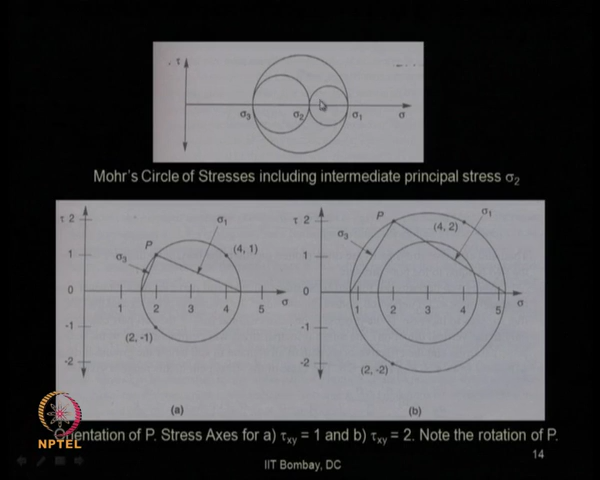 τ
σ3 σ2 σ1 σ
Mohr's Circle of Stresses including intermediate principal stress σ2
τ 2
σ1
P
(4, 1)
1
σ3
0
1 2 3 4 5 σ
-1
(2, -1)
-2
(a)
τ 2
P
σ1
(4, 2)
σ3
1
0
1 2 3 4 5 σ
-1
-2
(2, -2)
(b)
NPTEL
Orientation of P. Stress Axes for a) τxy = 1 and b) τxy = 2. Note the rotation of P.
14
IIT Bombay, DC